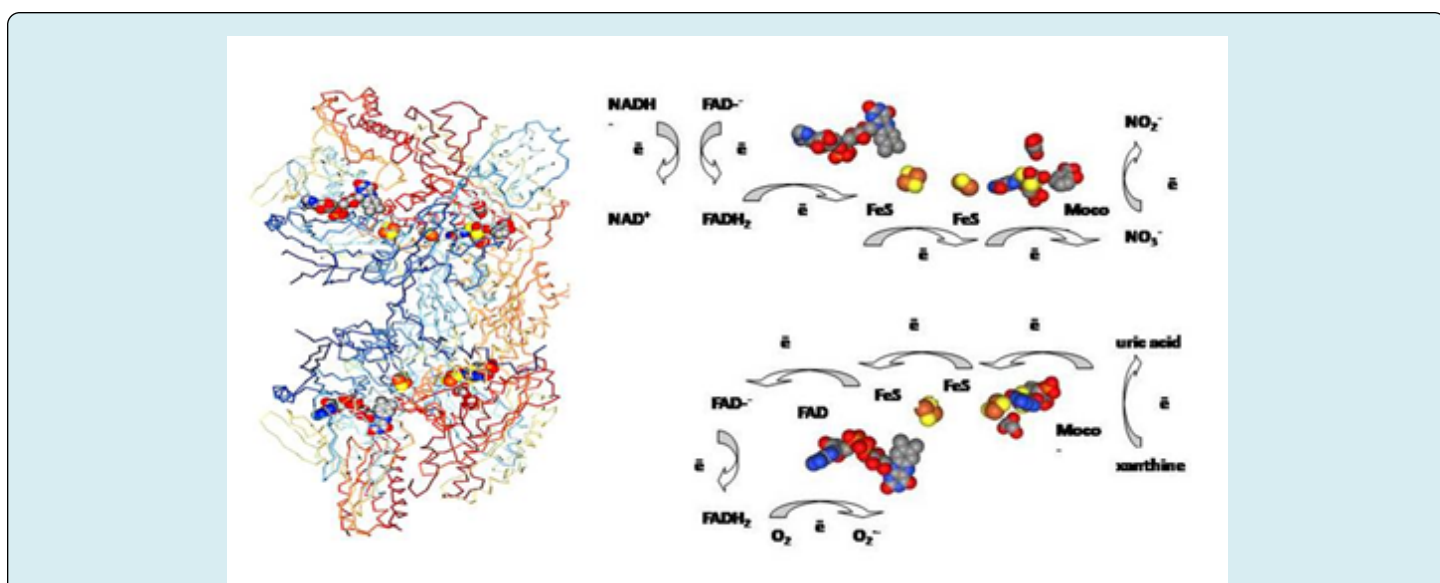 NADH FAD-⁻
-
ē ē
NAD⁺ FADH₂
ē
FeS FeS Moco
ē ē
NO₂⁻
ē
NO₃⁻
ē ē ē
uric acid
FAD-⁻ FAD FeS FeS Moco
-
ē
xanthine
ē
FADH₂
O₂ ē O₂⁻